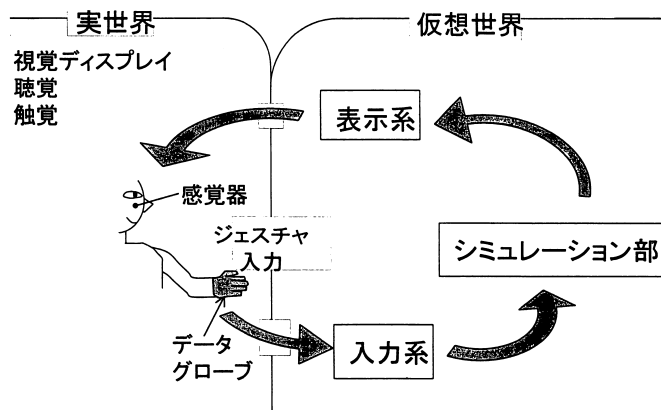 実世界
仮想世界
視覚ディスプレイ
聴覚
触覚
表示系
感覚器
ジェスチャ
入力
シミュレーション部
データ
グローブ
入力系